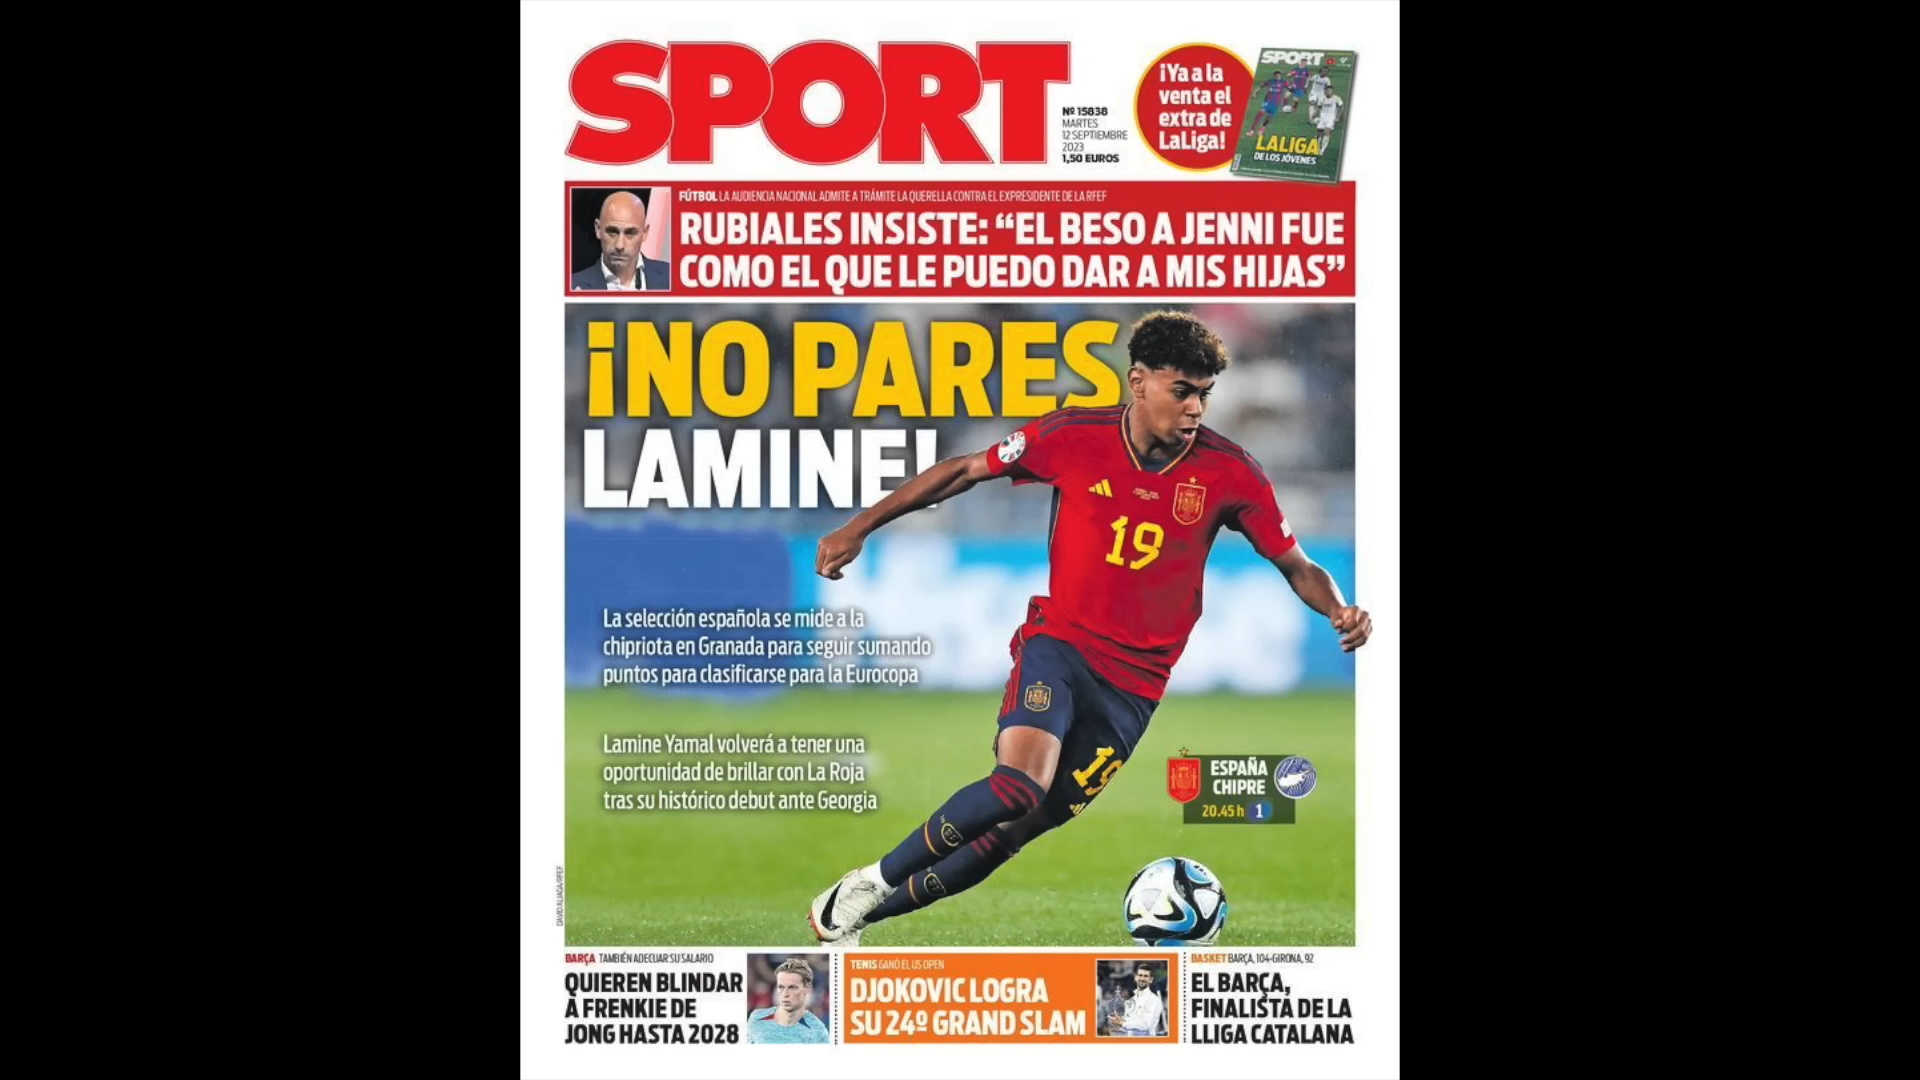 SPORT
Nº 15838
MARTES
12 SEPTIEMBRE
2023
1,50 EUROS
¡Ya a la
venta el
extra de
LaLiga!
SPORT
LALIGA
DE LOS JÓVENES
FÚTBOL LA AUDIENCIA NACIONAL ADMITE A TRÁMITE LA QUERELLA CONTRA EL EXPRESIDENTE DE LA RFEF
RUBIALES INSISTE: “EL BESO A JENNI FUE
COMO EL QUE LE PUEDO DAR A MIS HIJAS”
¡NO PARES
LAMINE!
19
La selección española se mide a la
chipriota en Granada para seguir sumando
puntos para clasificarse para la Eurocopa
Lamine Yamal volverá a tener una
oportunidad de brillar con La Roja
tras su histórico debut ante Georgia
19
ESPAÑA
CHIPRE
20.45 h 1
DAVID ALIAGA/RFEF
BARÇA TAMBIÉN ADECUAR SU SALARIO
QUIEREN BLINDAR
A FRENKIE DE
JONG HASTA 2028
TENIS GANÓ EL US OPEN
DJOKOVIC LOGRA
SU 24º GRAND SLAM
BASKET BARÇA, 104-GIRONA, 92
EL BARÇA,
FINALISTA DE LA
LLIGA CATALANA